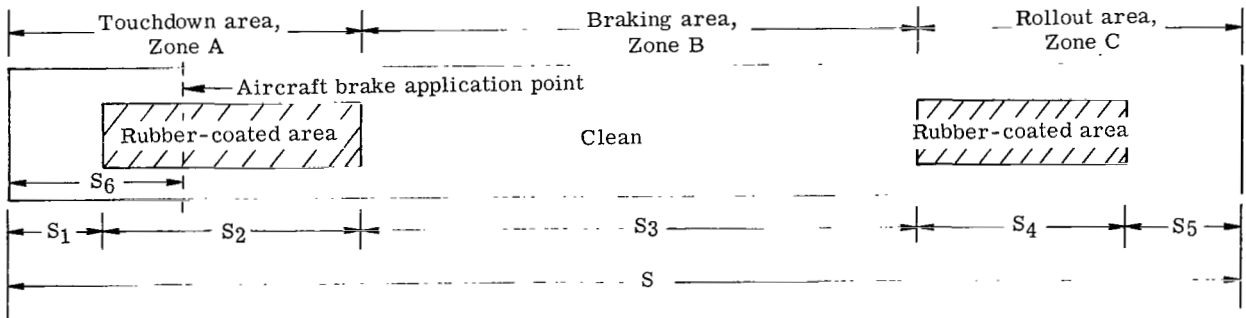 Touchdown area,
Zone A
Braking area,
Zone B
Rollout area,
Zone C
Aircraft brake application point
Rubber-coated area
Clean
Rubber-coated area
S6
S1
S2
S3
S4
S5
S